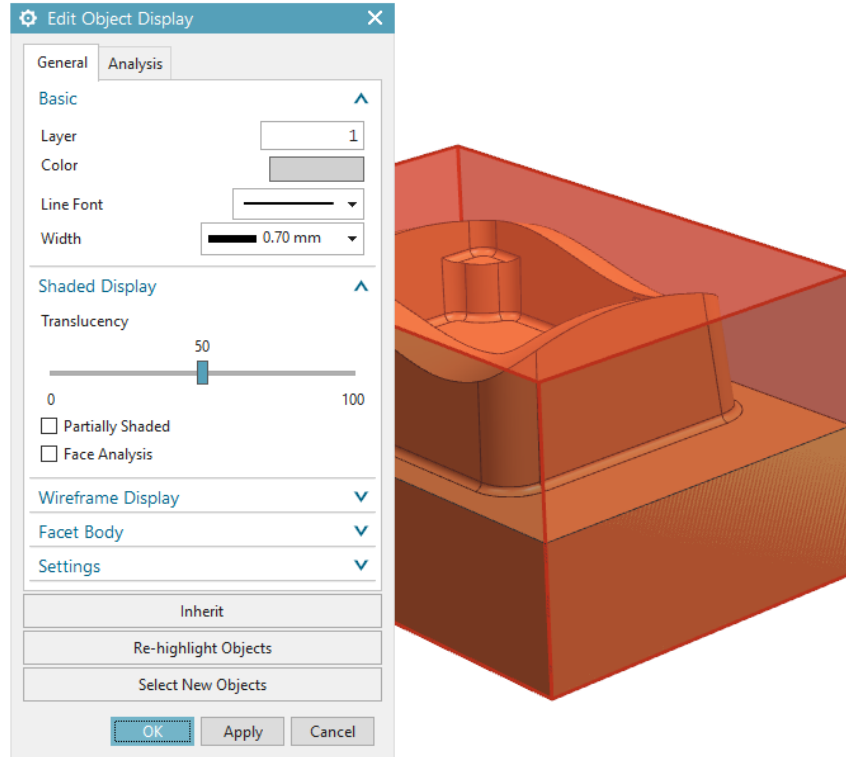 Edit Object Display
General Analysis
Basic
Layer 1
Color
Line Font
Width 0.70 mm
Shaded Display
Translucency
50
0 100
Partially Shaded
Face Analysis
Wireframe Display
Facet Body
Settings
Inherit
Re-highlight Objects
Select New Objects
OK Apply Cancel